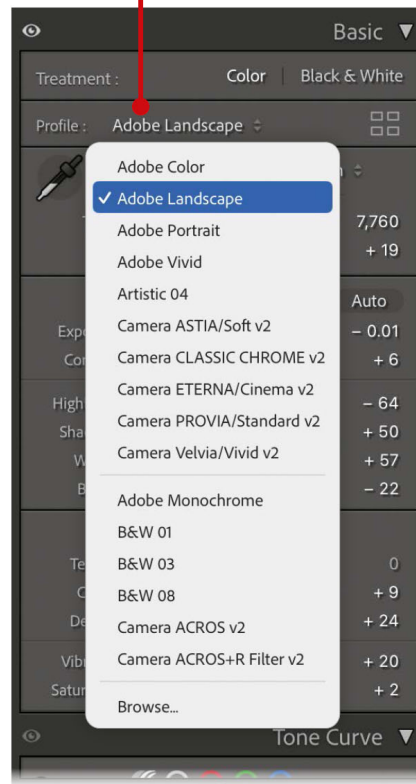 Basic
Treatment : Color Black & White
Profile : Adobe Landscape
Adobe Color
✓ Adobe Landscape
Adobe Portrait
Adobe Vivid
Artistic 04
Camera ASTIA/Soft v2
Camera CLASSIC CHROME v2
Camera ETERNA/Cinema v2
Camera PROVIA/Standard v2
Camera Velvia/Vivid v2
Adobe Monochrome
B&W 01
B&W 03
B&W 08
Camera ACROS v2
Camera ACROS+R Filter v2
Browse...
7,760
+ 19
Auto
– 0.01
+ 6
– 64
+ 50
+ 57
– 22
0
+ 9
+ 24
+ 20
+ 2
Tone Curve